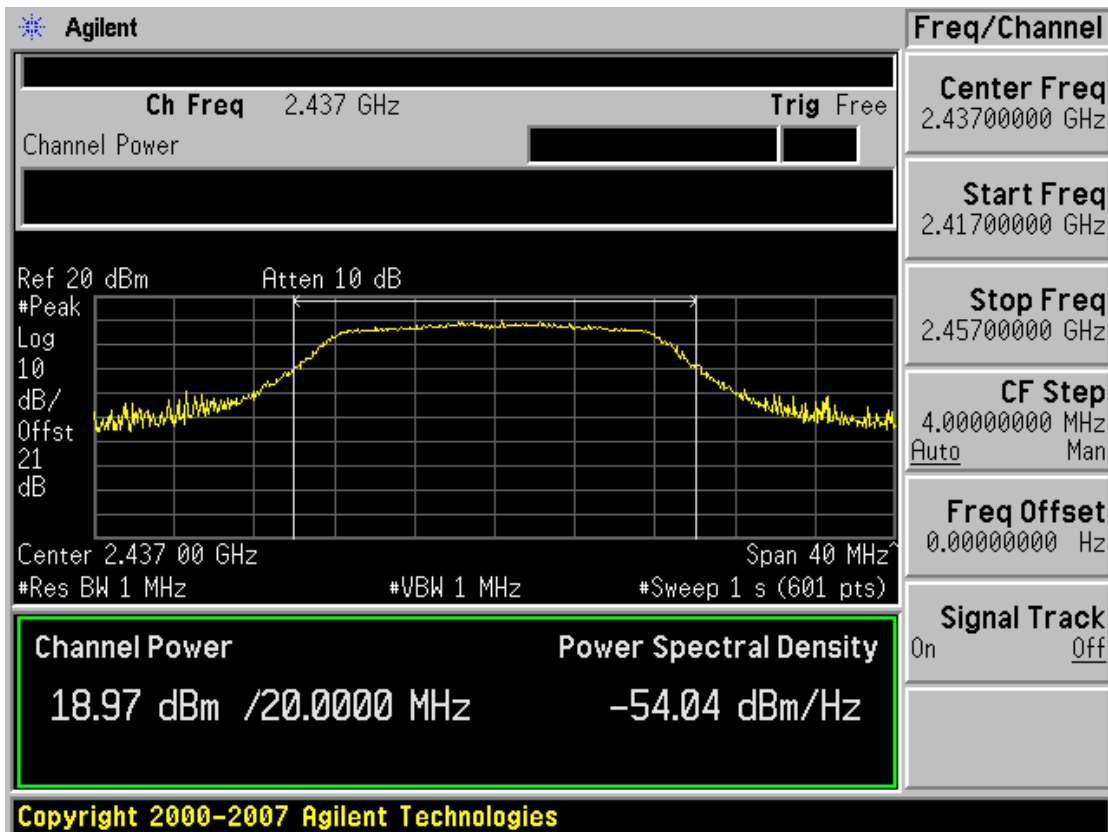 Agilent
Ch Freq 2.437 GHz Trig Free
Channel Power
Ref 20 dBm Atten 10 dB
#Peak
Log
10
dB/
Offst
21
dB
Center 2.437 00 GHz Span 40 MHz^
#Res BW 1 MHz #VBW 1 MHz #Sweep 1 s (601 pts)
Channel Power Power Spectral Density
18.97 dBm /20.0000 MHz -54.04 dBm/Hz
Copyright 2000-2007 Agilent Technologies
Freq/Channel
Center Freq
2.43700000 GHz
Start Freq
2.41700000 GHz
Stop Freq
2.45700000 GHz
CF Step
4.00000000 MHz
Auto Man
Freq Offset
0.00000000 Hz
Signal Track
On Off